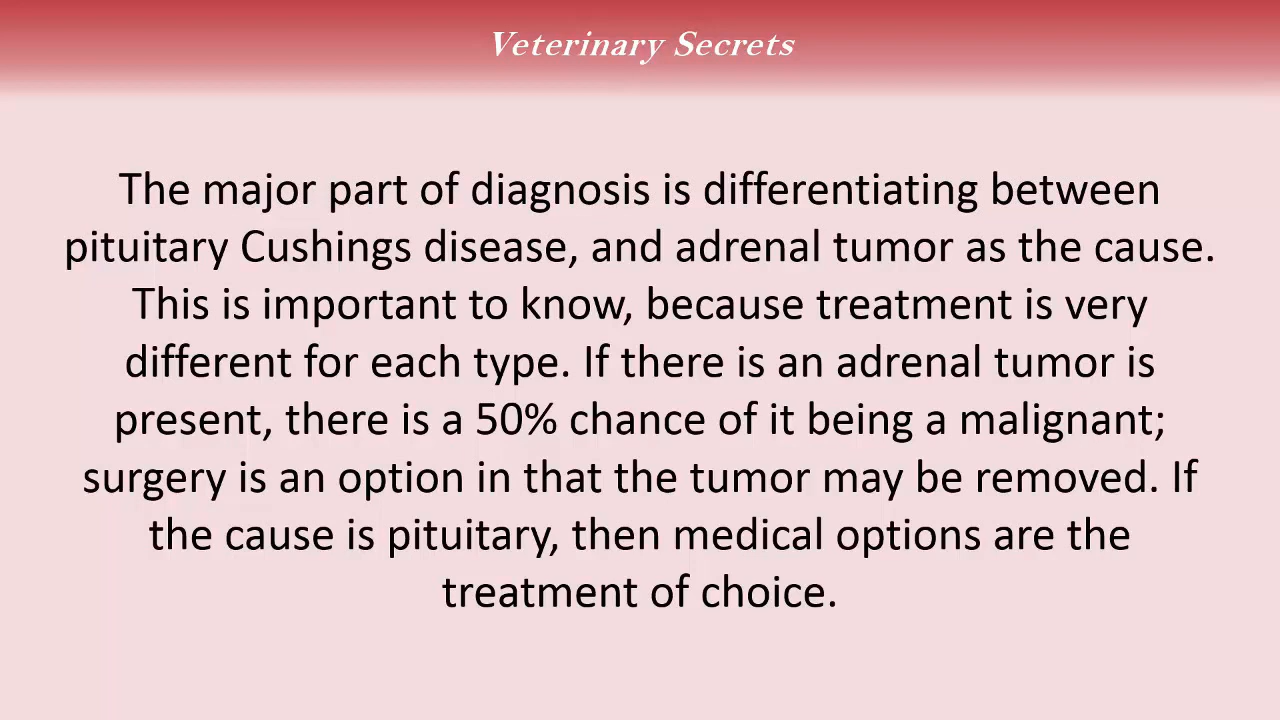 Veterinary Secrets
The major part of diagnosis is differentiating between
pituitary Cushings disease, and adrenal tumor as the cause.
This is important to know, because treatment is very
different for each type. If there is an adrenal tumor is
present, there is a 50% chance of it being a malignant;
surgery is an option in that the tumor may be removed. If
the cause is pituitary, then medical options are the
treatment of choice.